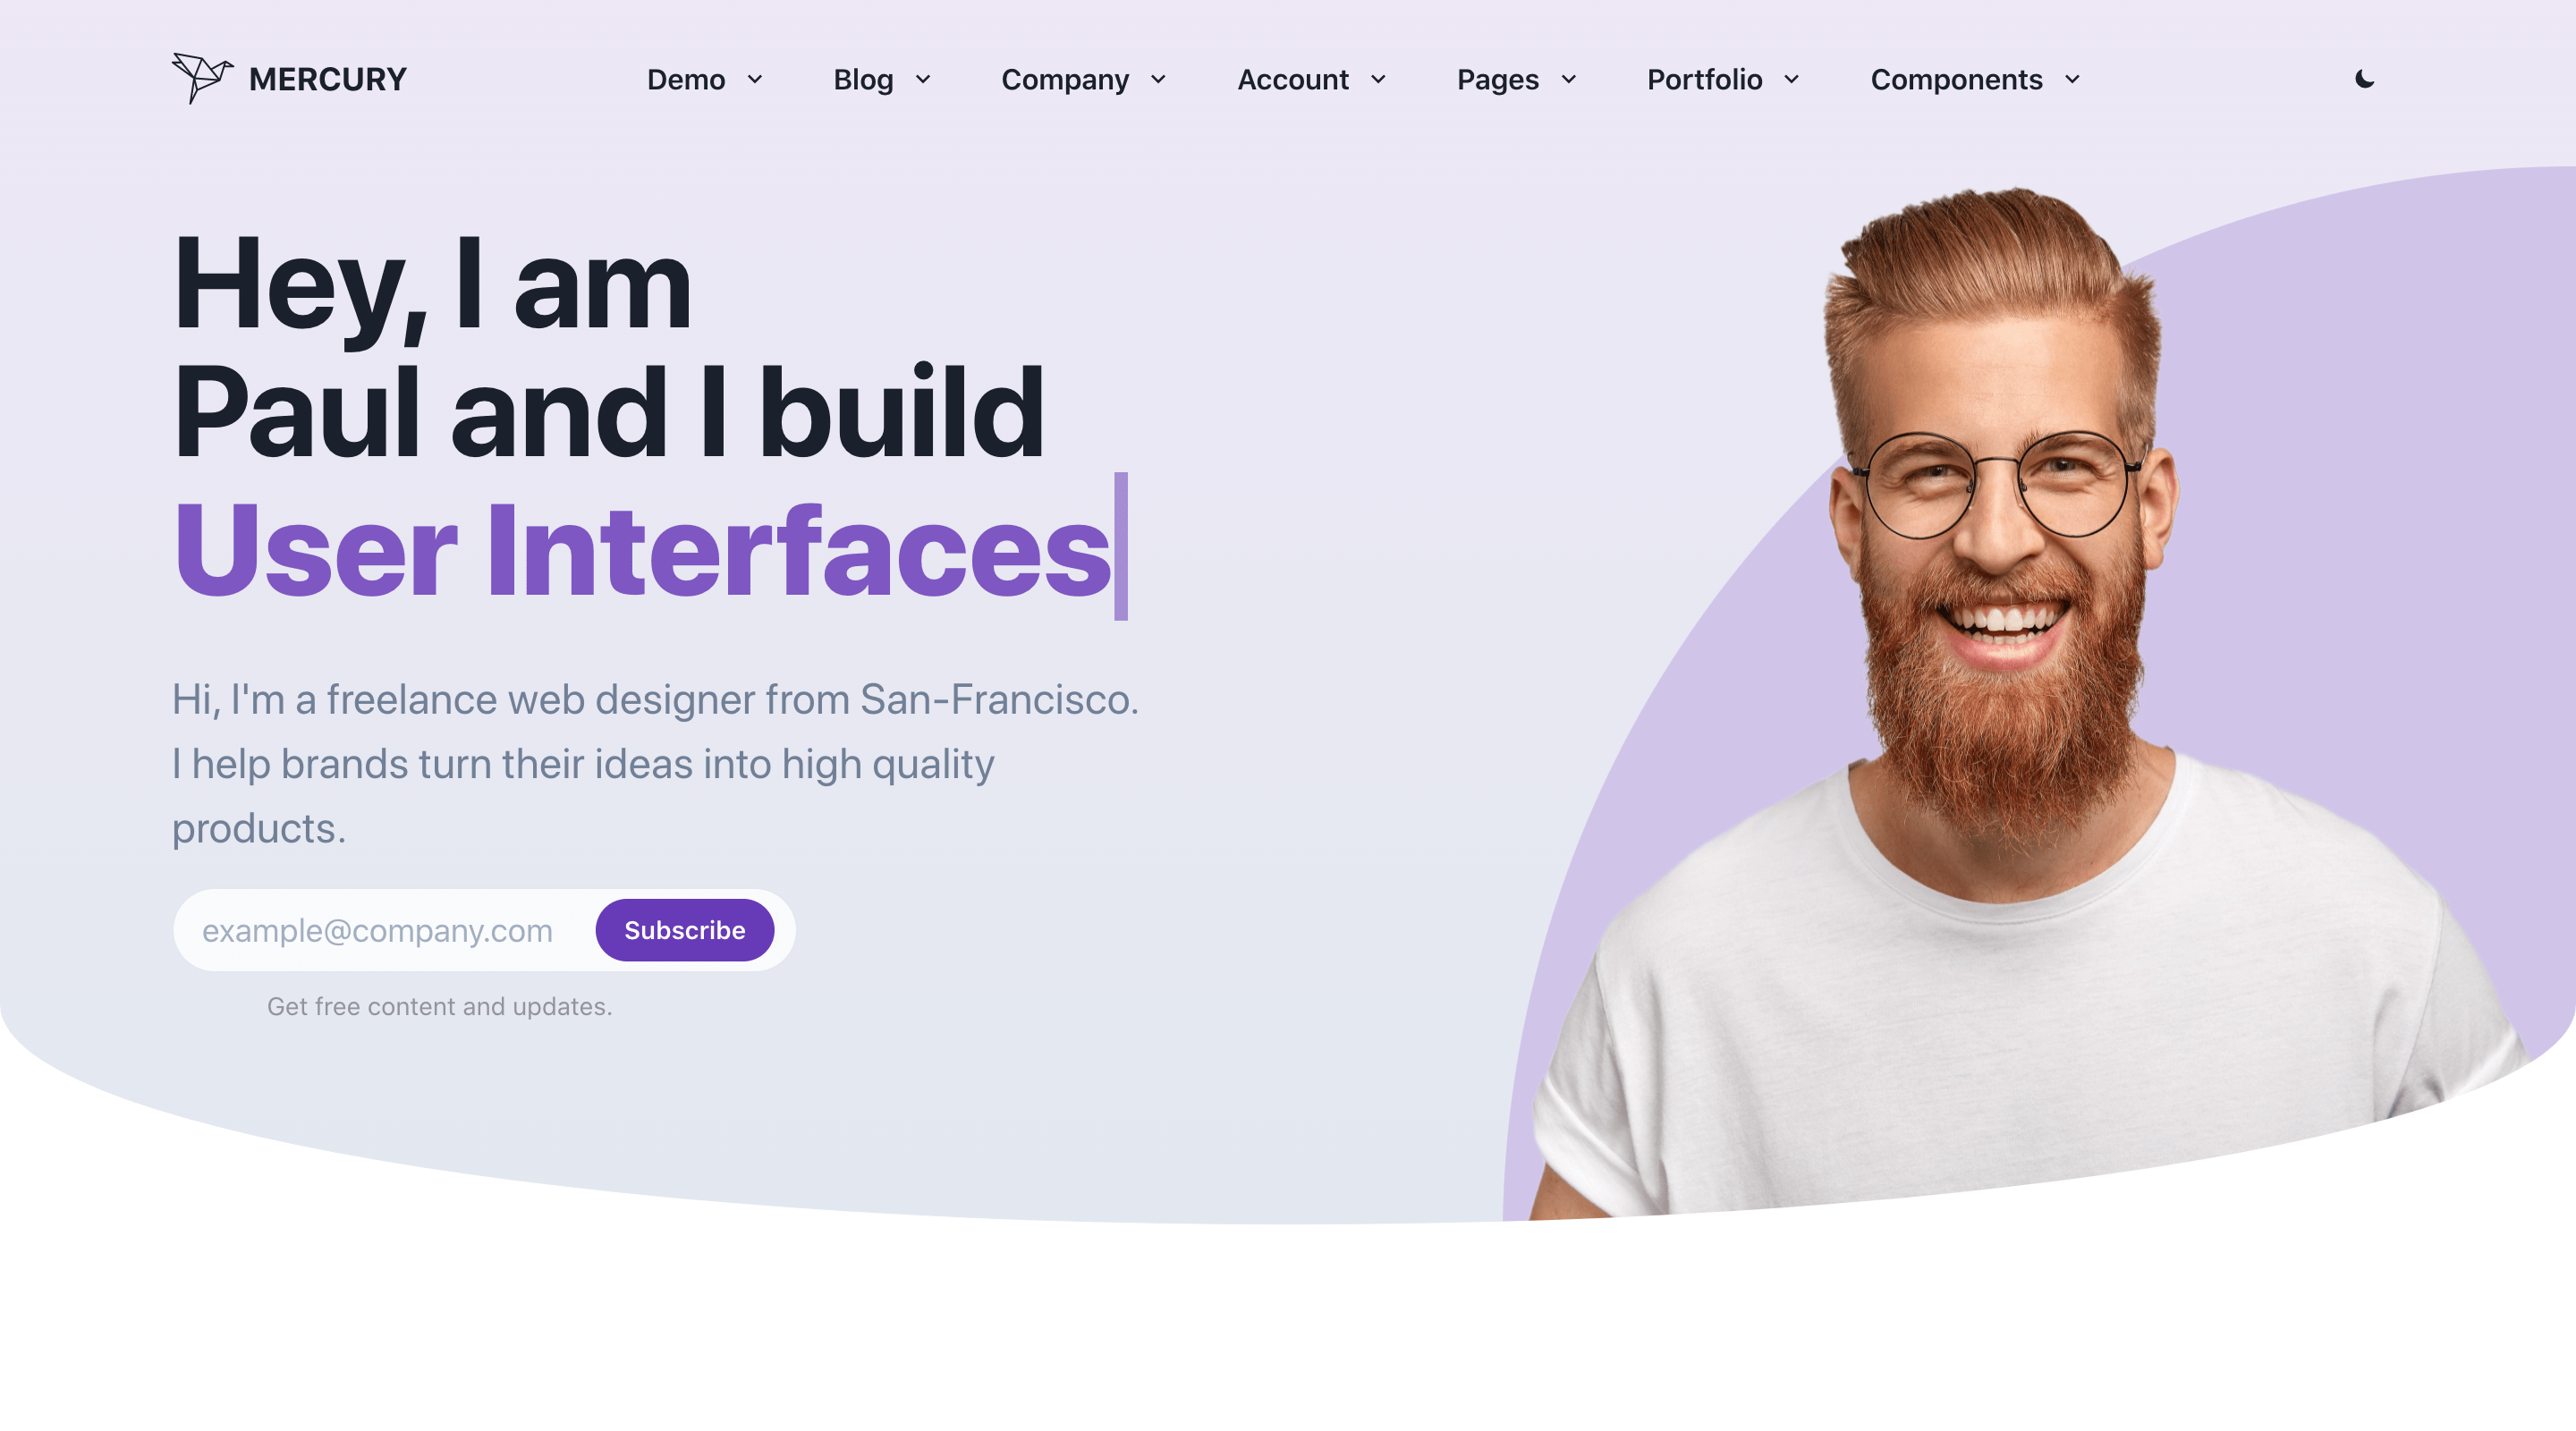 MERCURY
Demo
Blog
Company
Account
Pages
Portfolio
Components
Hey, I am
Paul and I build
User Interfaces
Hi, I'm a freelance web designer from San-Francisco.
I help brands turn their ideas into high quality
products.
example@company.com
Subscribe
Get free content and updates.